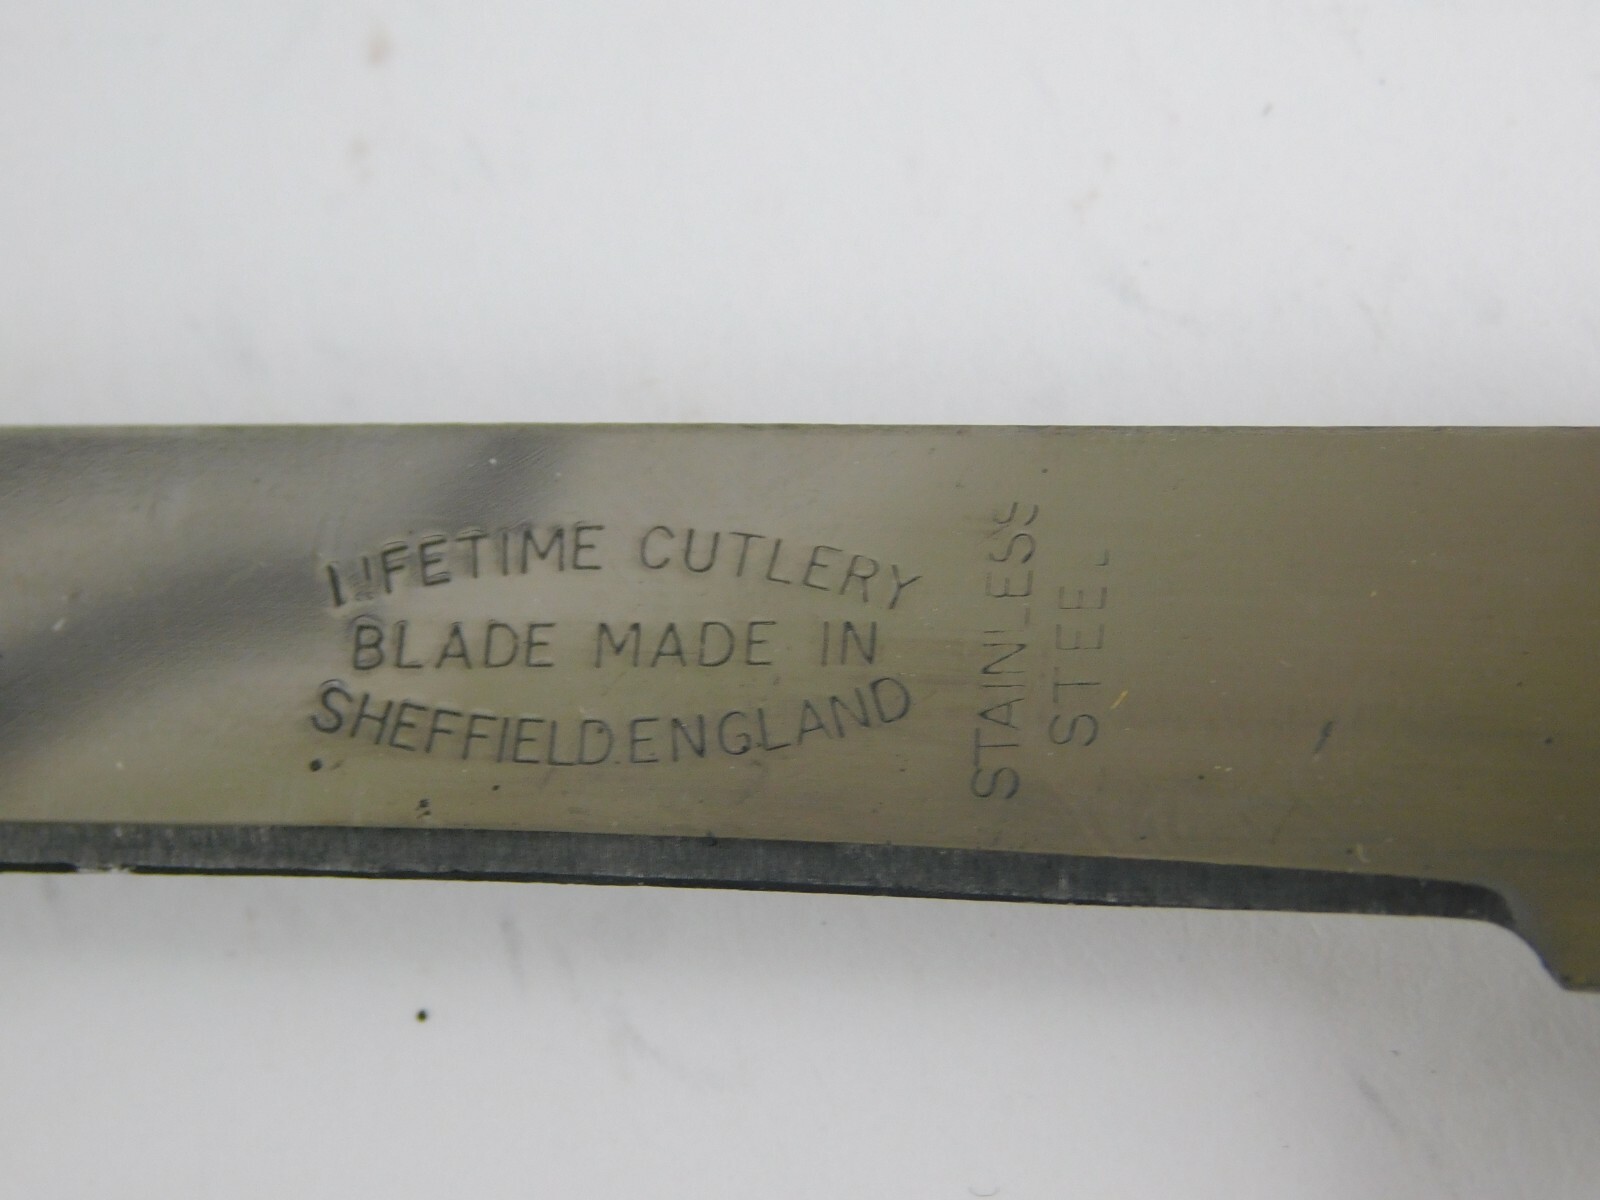 LIFETIME CUTLERY
BLADE MADE IN
SHEFFIELD.ENGLAND
STAINLESS
STEEL